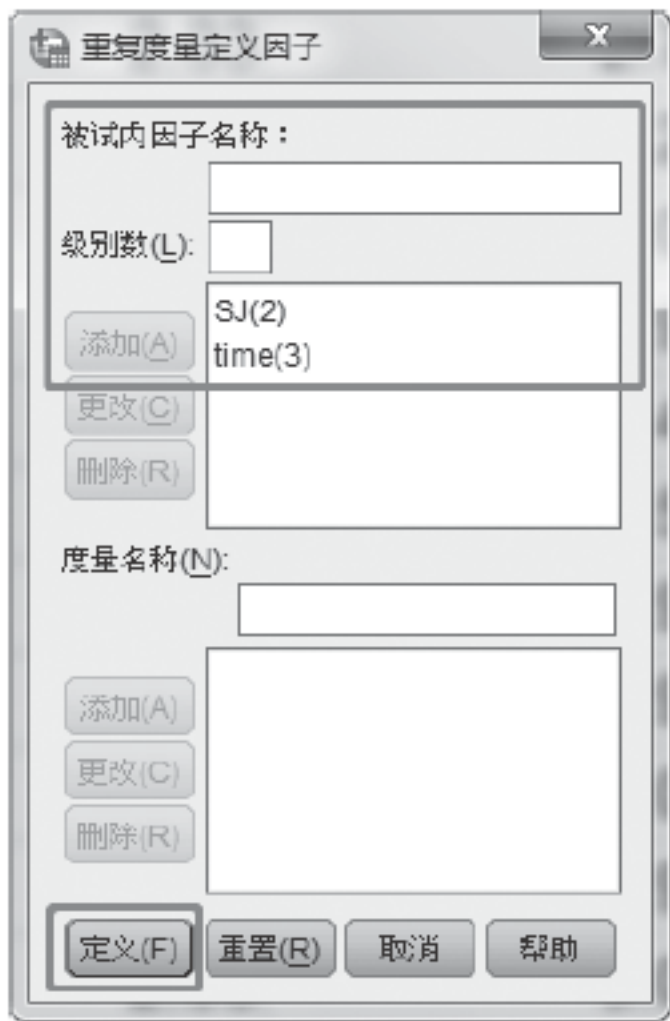 重复度量定义因子
被试内因子名称：
级别数(L):
添加(A)
SJ(2)
time(3)
更改(C)
删除(R)
度量名称(N):
添加(A)
更改(C)
删除(R)
定义(F)
重置(R)
取消
帮助